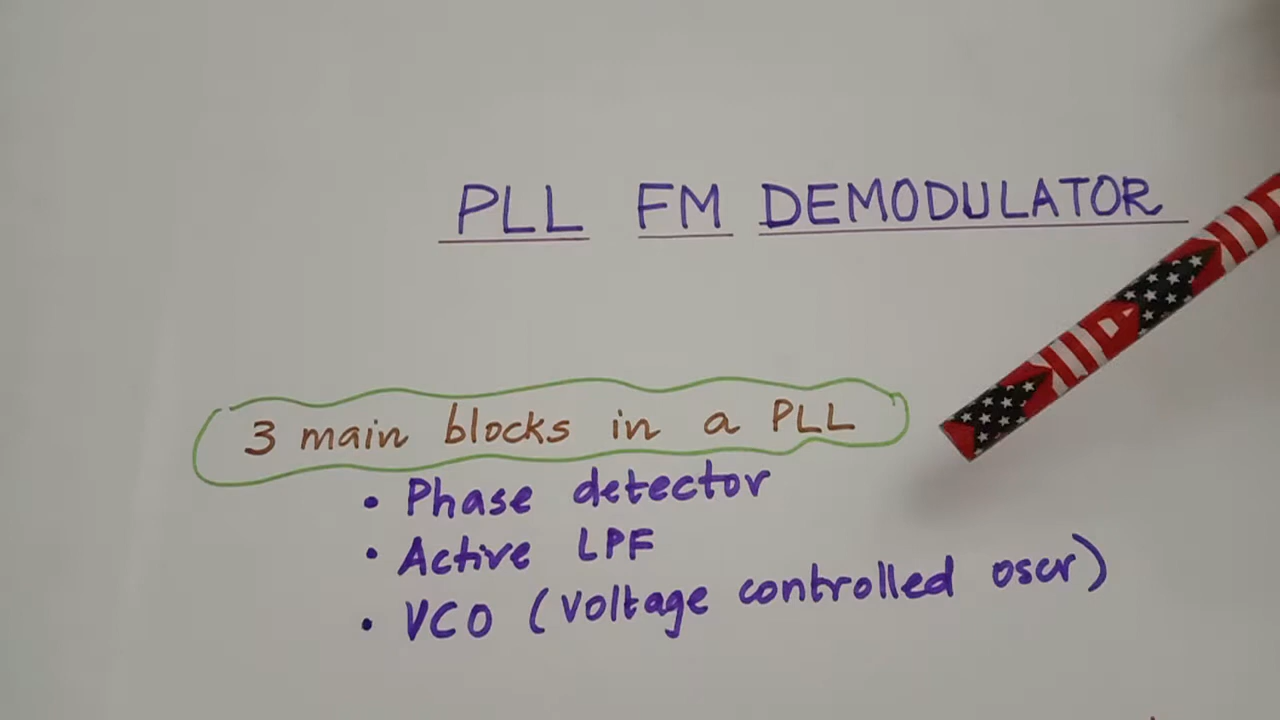 PLL FM DEMODULATOR
3 main blocks in a PLL
• Phase detector
• Active LPF
• VCO (Voltage controlled oscr)